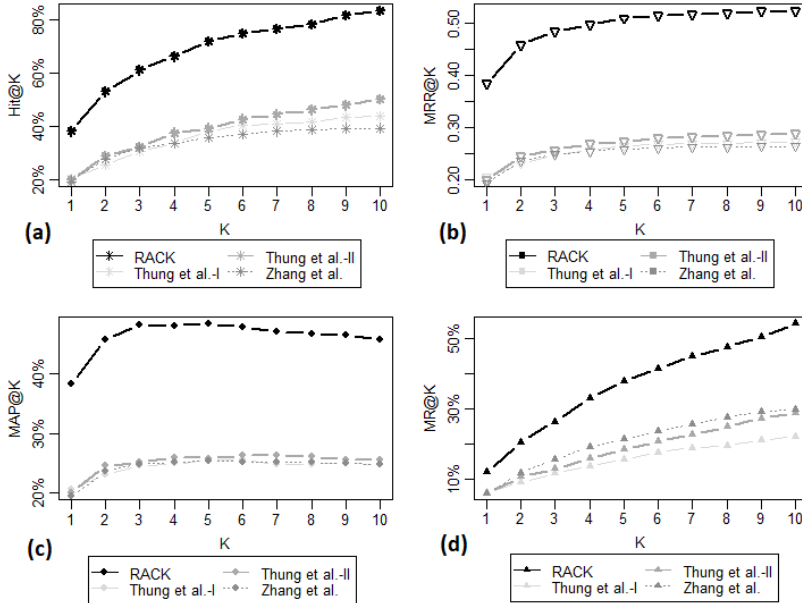 80%
60%
40%
20%
Hit@K
1 2 3 4 5 6 7 8 9 10
K
(a)
RACK
Thung et al.-I
Thung et al.-II
Zhang et al.
0.50
0.30
0.20
MRR@K
1 2 3 4 5 6 7 8 9 10
K
(b)
RACK
Thung et al.-I
Thung et al.-II
Zhang et al.
40%
30%
20%
MAP@K
1 2 3 4 5 6 7 8 9 10
K
(c)
RACK
Thung et al.-I
Thung et al.-II
Zhang et al.
50%
30%
10%
MR@K
1 2 3 4 5 6 7 8 9 10
K
(d)
RACK
Thung et al.-I
Thung et al.-II
Zhang et al.